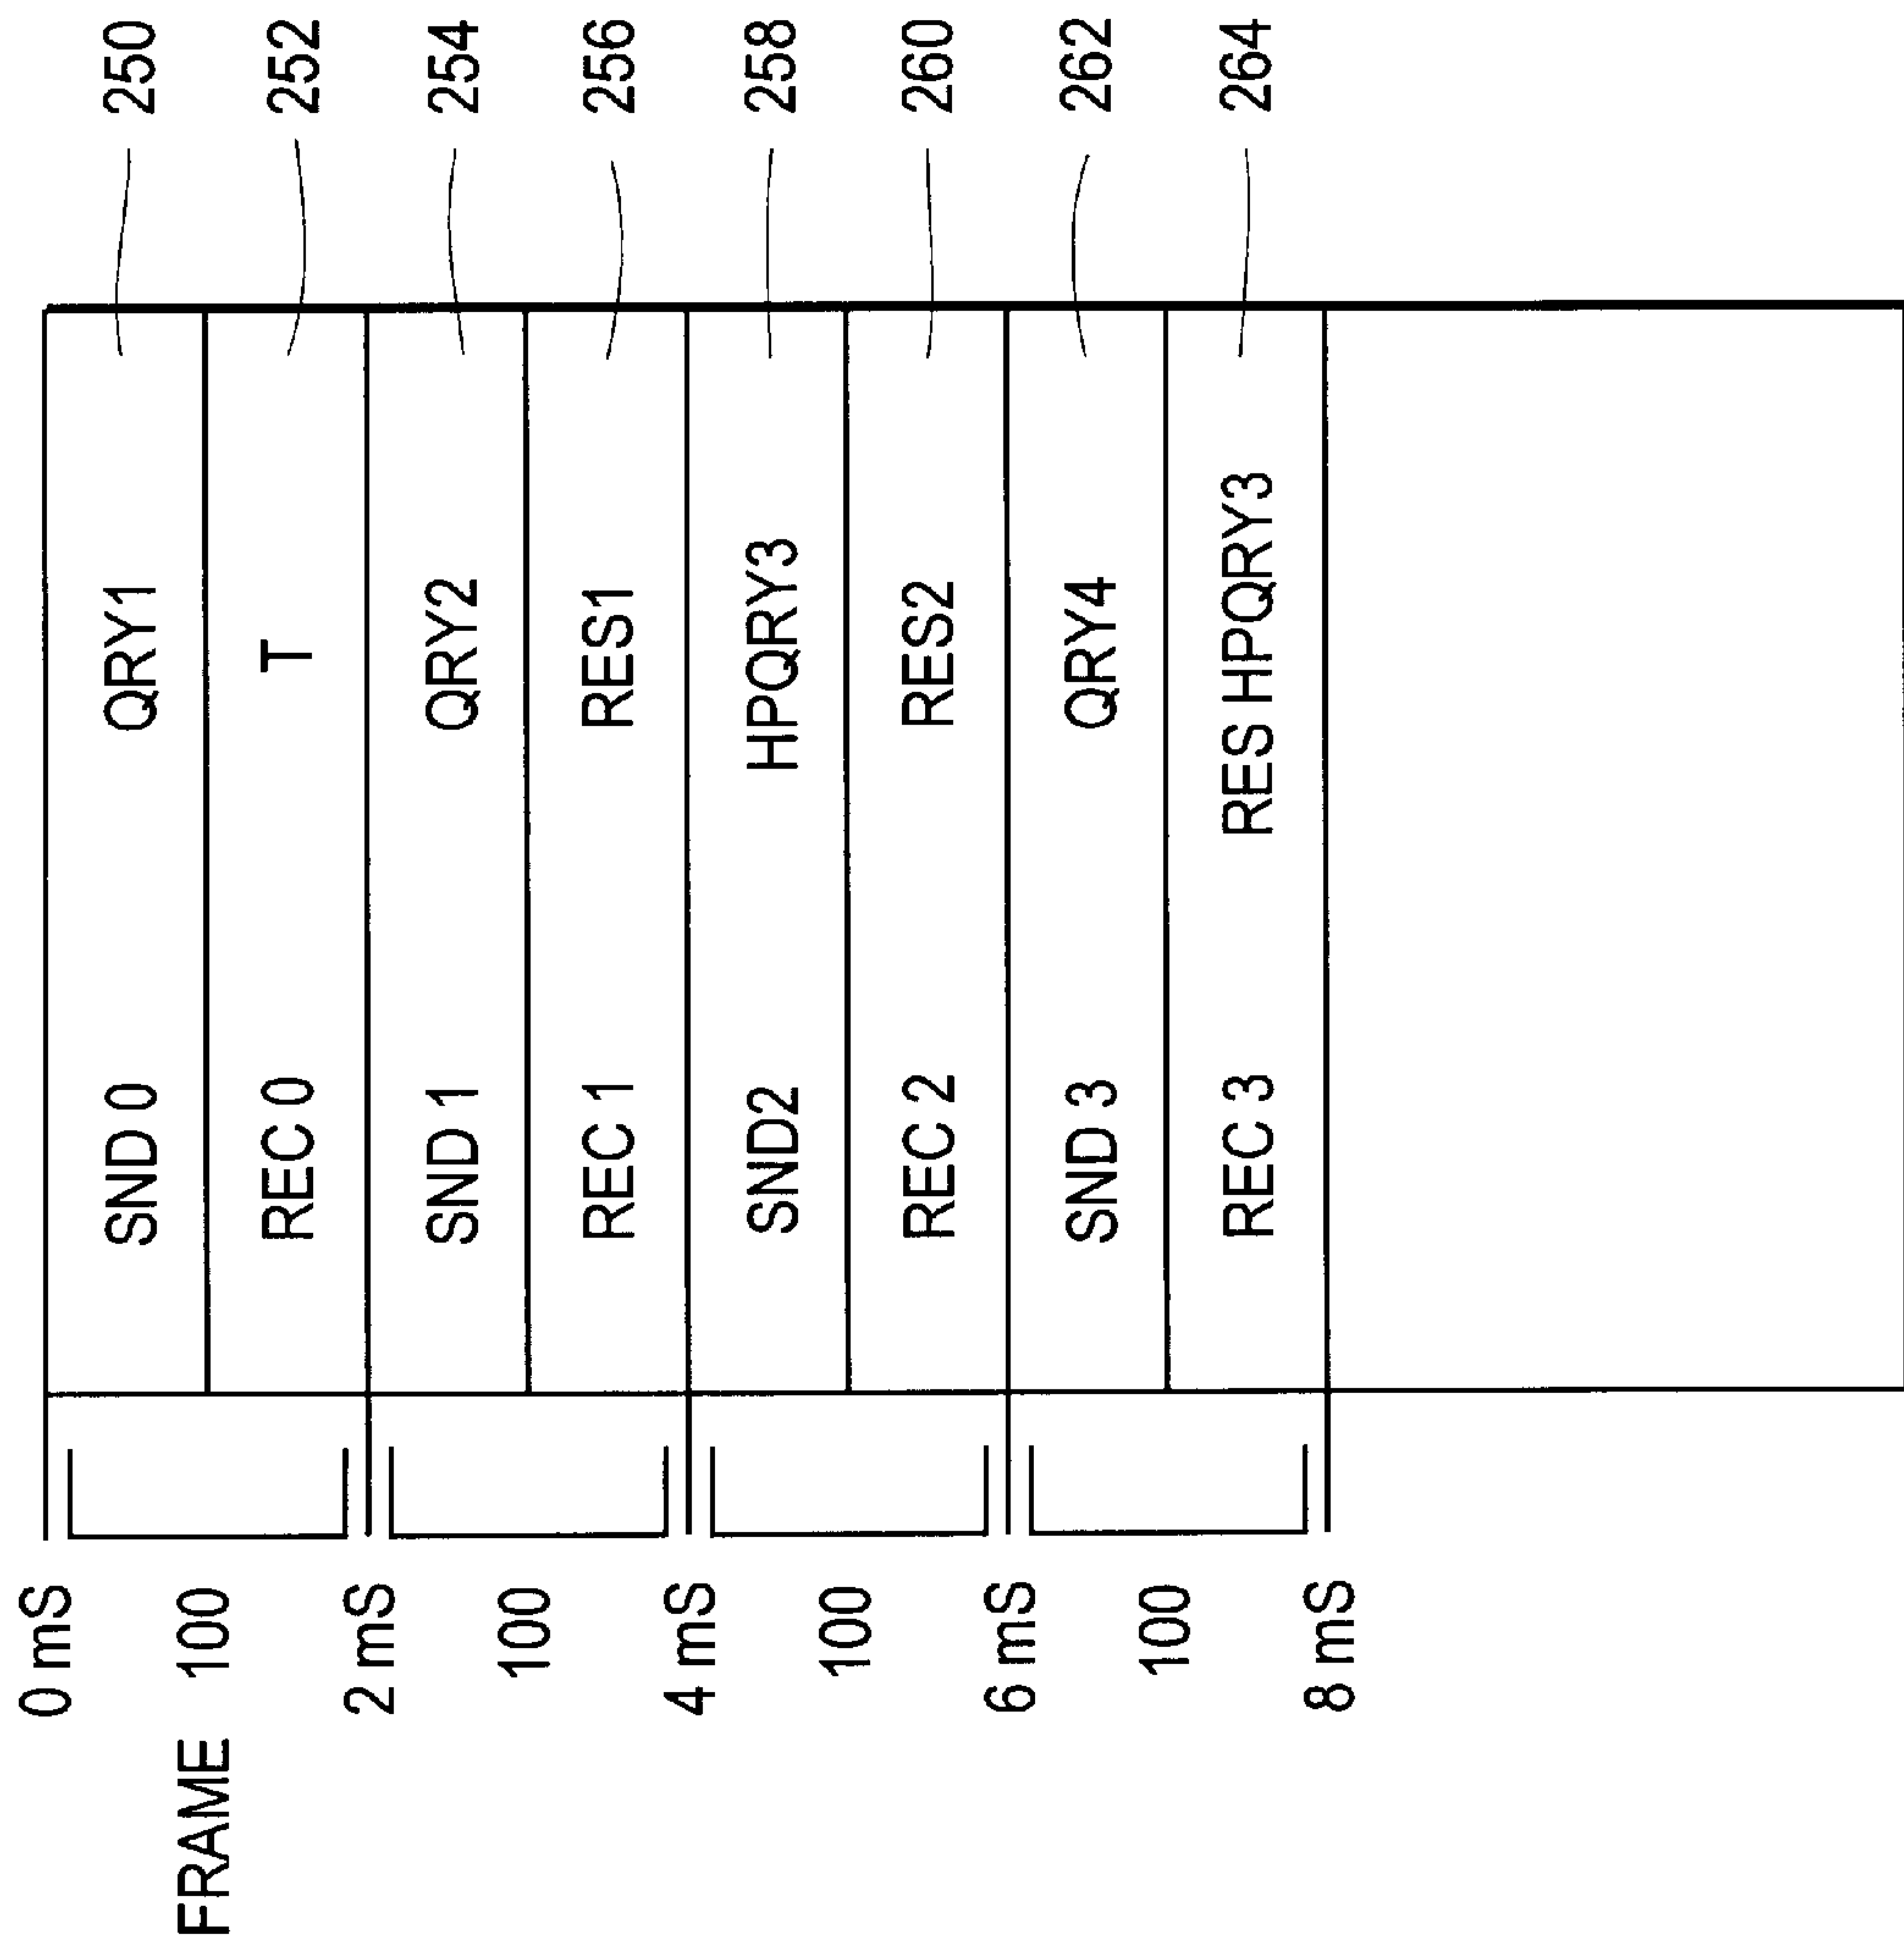 0 mS
SND 0 QRY1 250
FRAME 100
REC 0 T 252
2 mS
SND 1 QRY2 254
100
REC 1 RES1 256
4 mS
SND2 HPQRY3 258
100
REC 2 RES2 260
6 mS
SND 3 QRY4 262
100
REC 3 RES HPQRY3 264
8 mS